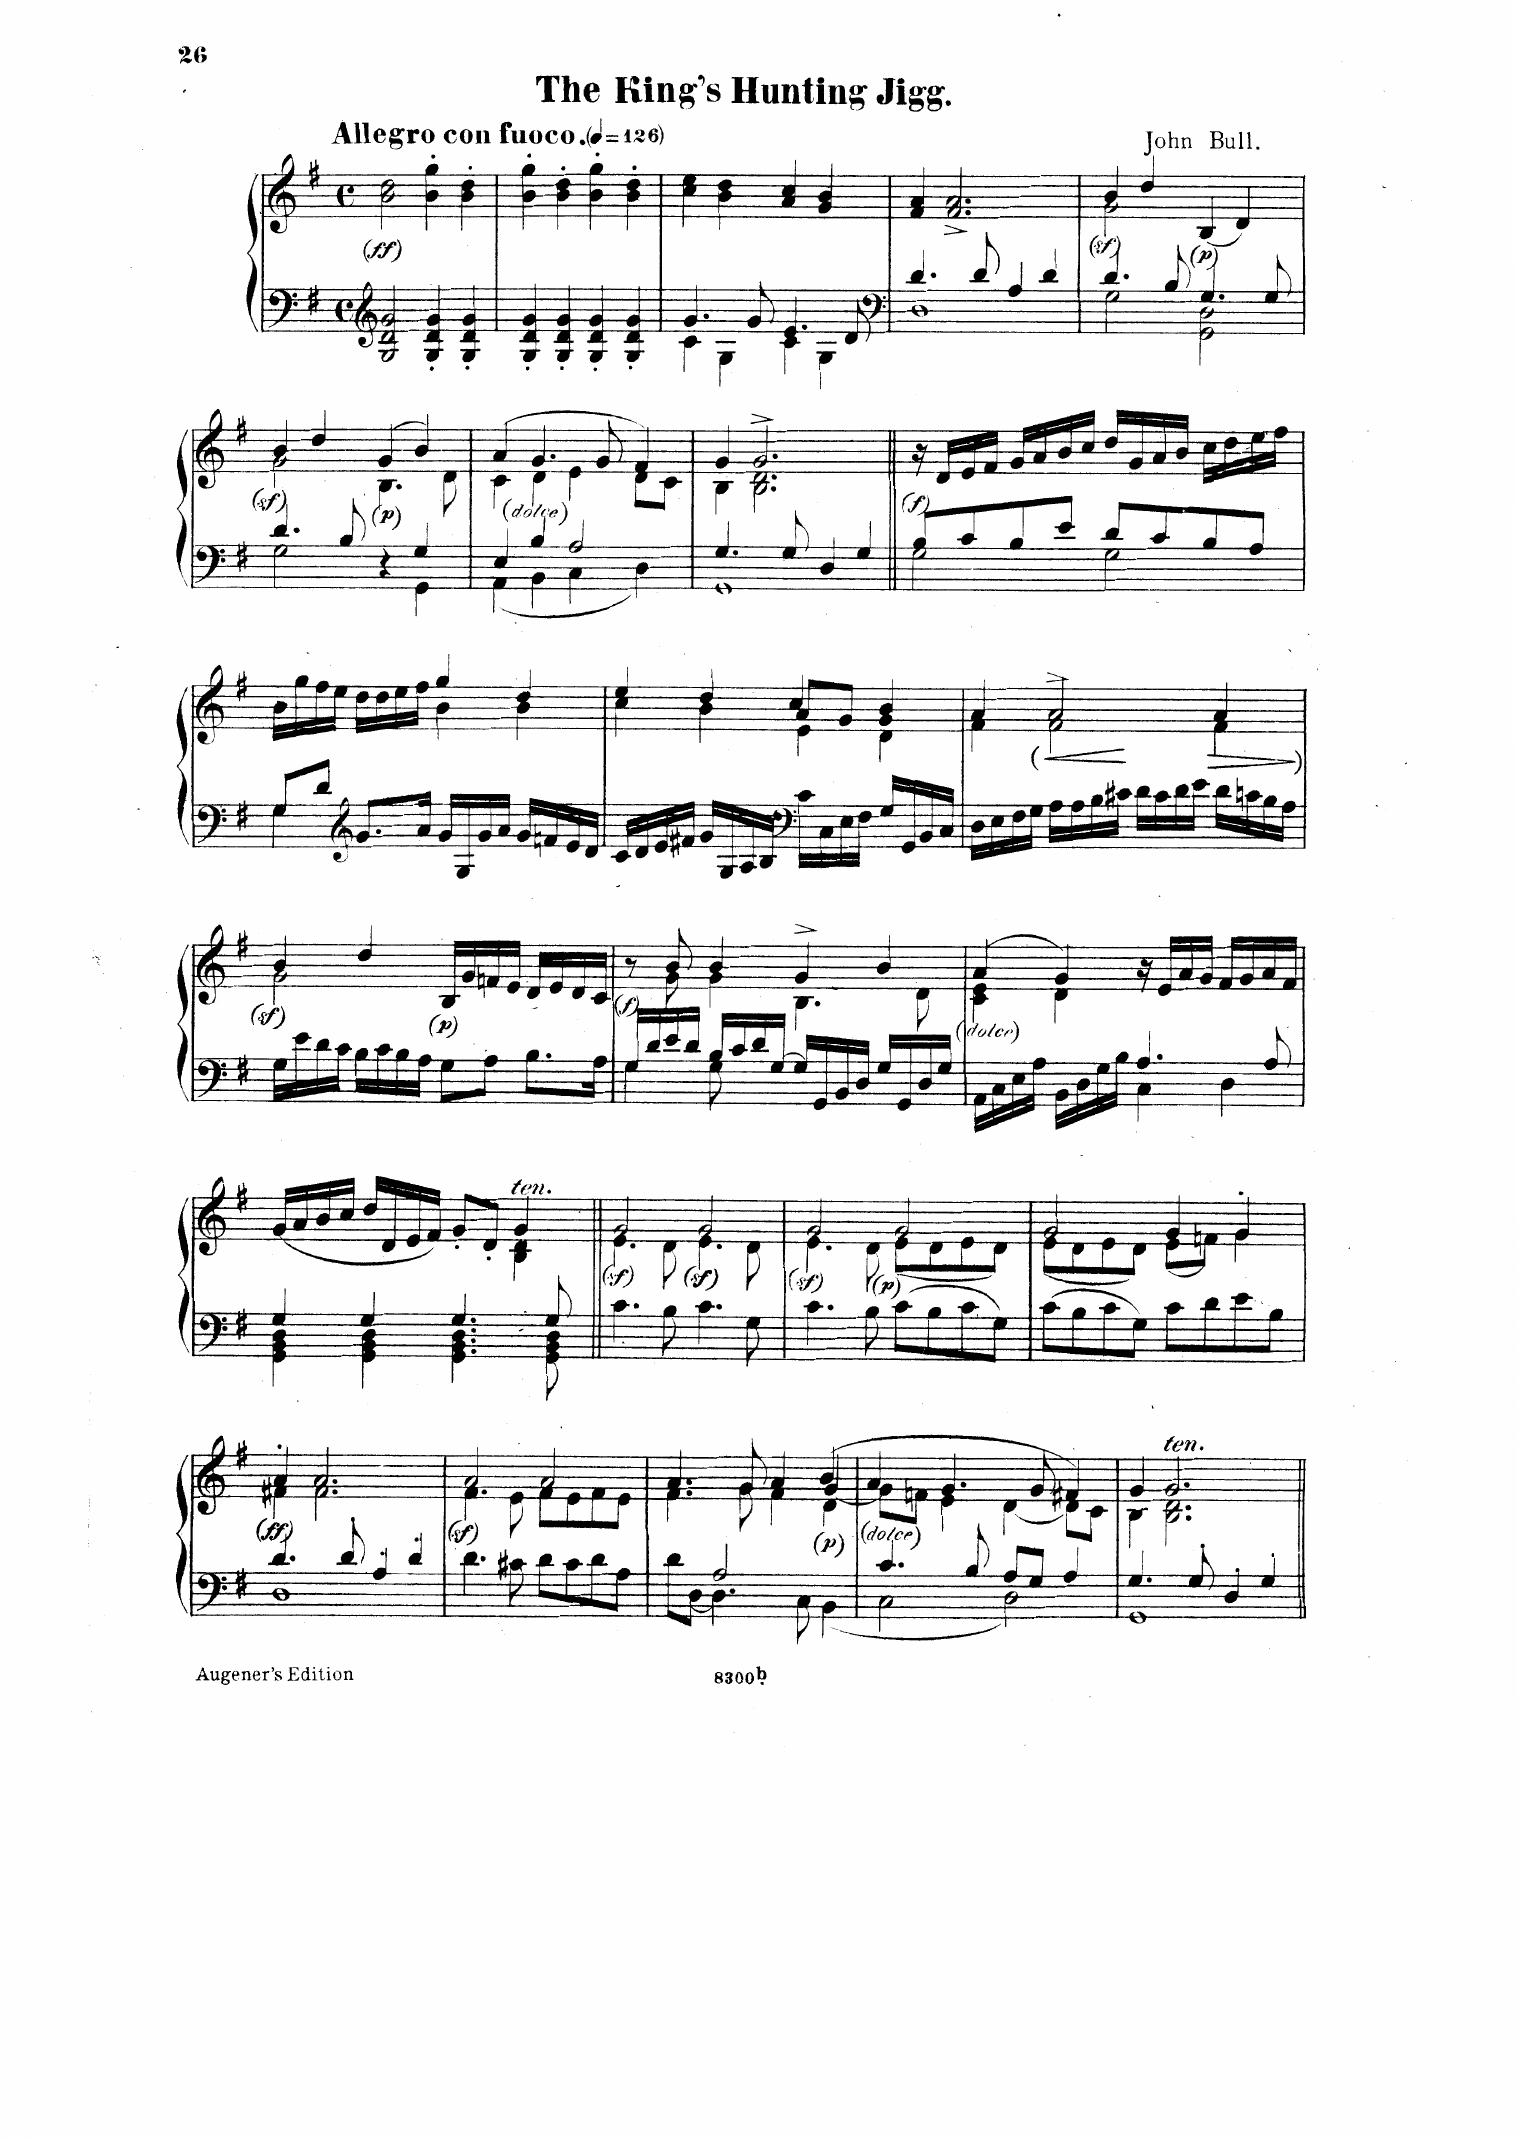 26
The King's Hunting Jigg.
Allegro con fuoco. (♩=126)
John Bull.
(ff)
(sf) (p)
(sf) (p) (dolce) (f)
(sf) (p) (f) (dolce)
ten.
(sf) (sf) (sf) (p)
ten.
(ff) (sf) (p) (dolce)
Augener's Edition 8300b.